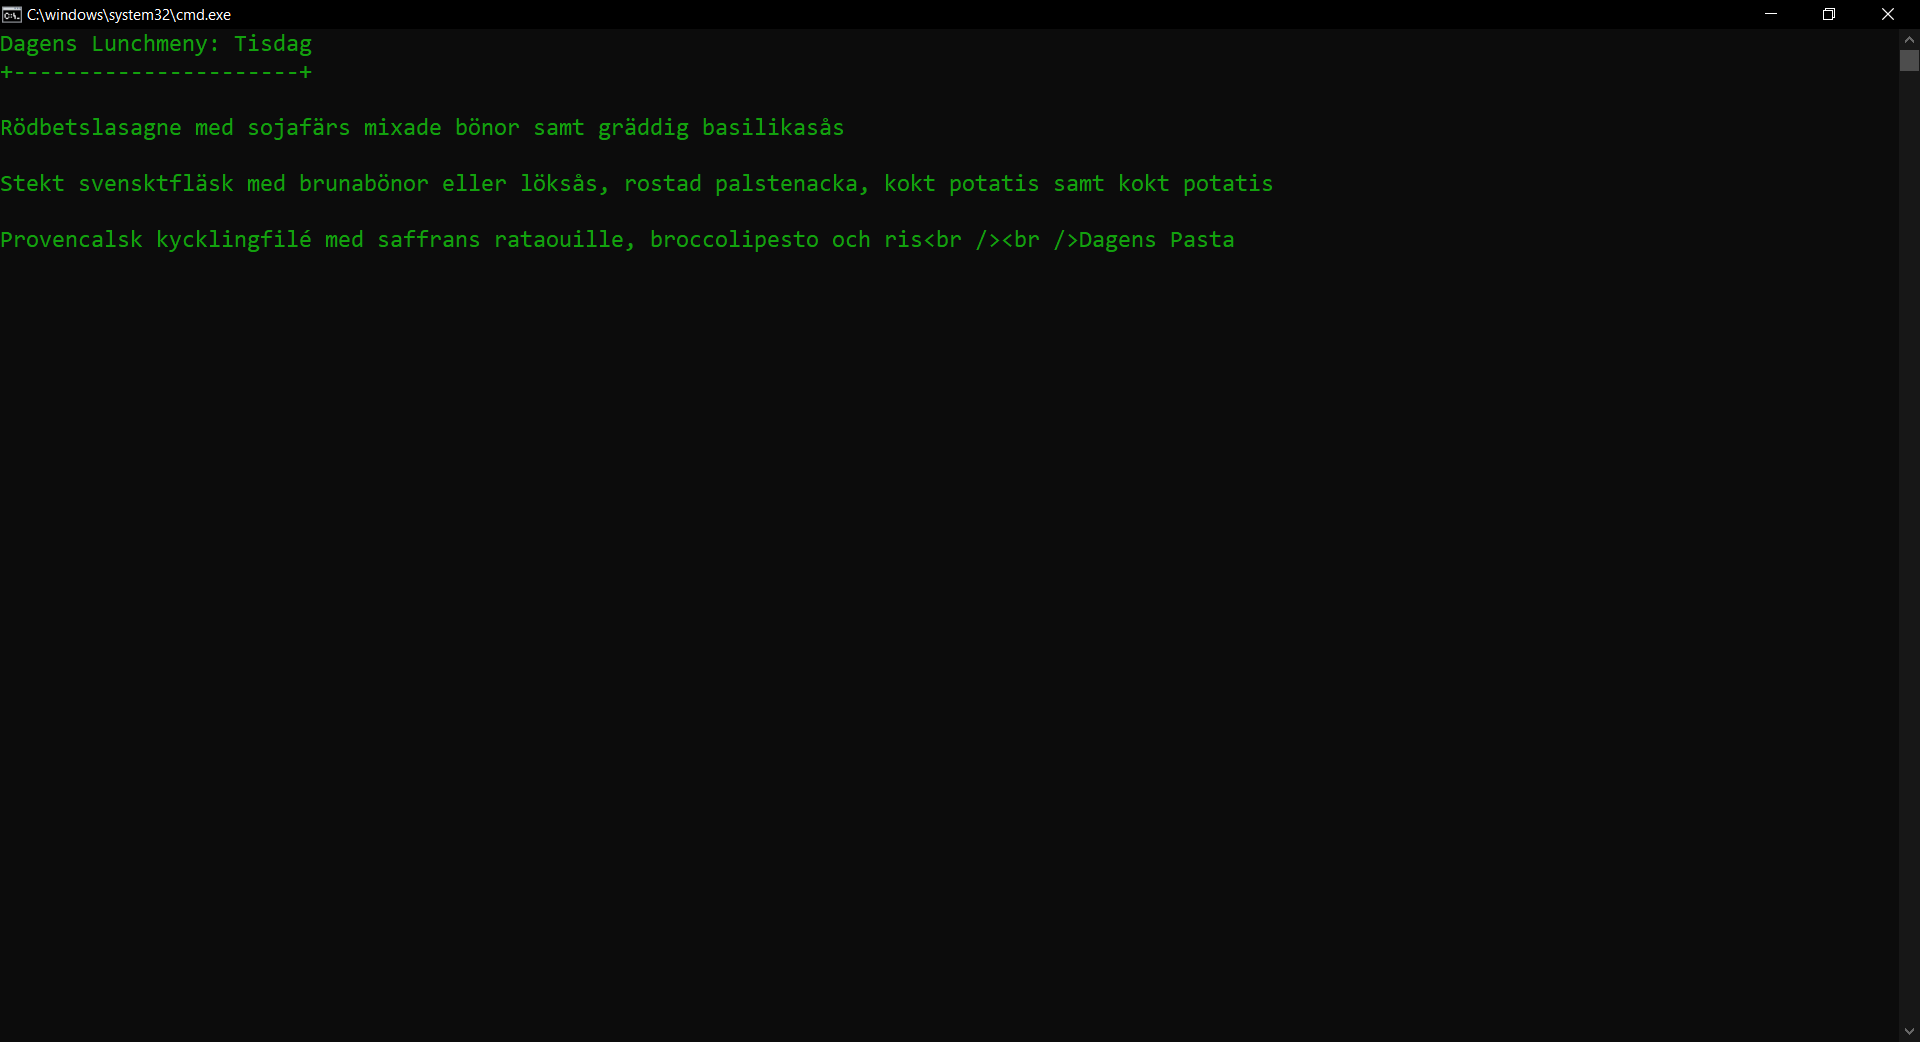 C:\windows\system32\cmd.exe
Dagens Lunchmeny: Tisdag
+----------------------+
Rödbetslasagne med sojafärs mixade bönor samt gräddig basilikasås
Stekt svensktfläsk med brunabönor eller löksås, rostad palstenacka, kokt potatis samt kokt potatis
Provencalsk kycklingfilé med saffrans rataouille, broccolipesto och ris<br /><br />Dagens Pasta